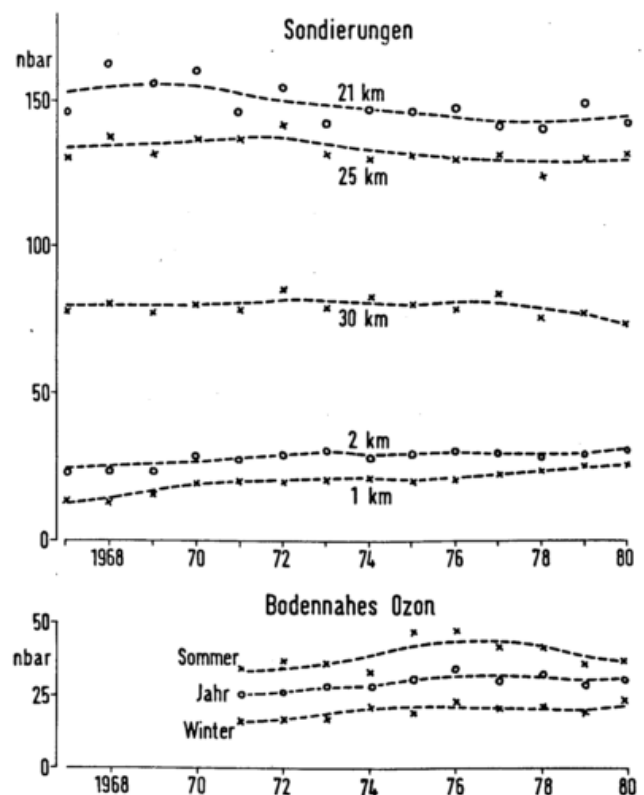 Sondierungen
nbar
150
21 km
25 km
100
30 km
50
2 km
1 km
0
1968 70 72 74 76 78 80
Bodennahes Ozon
50
nbar
Sommer
25
Jahr
Winter
0
1968 70 72 74 76 78 80